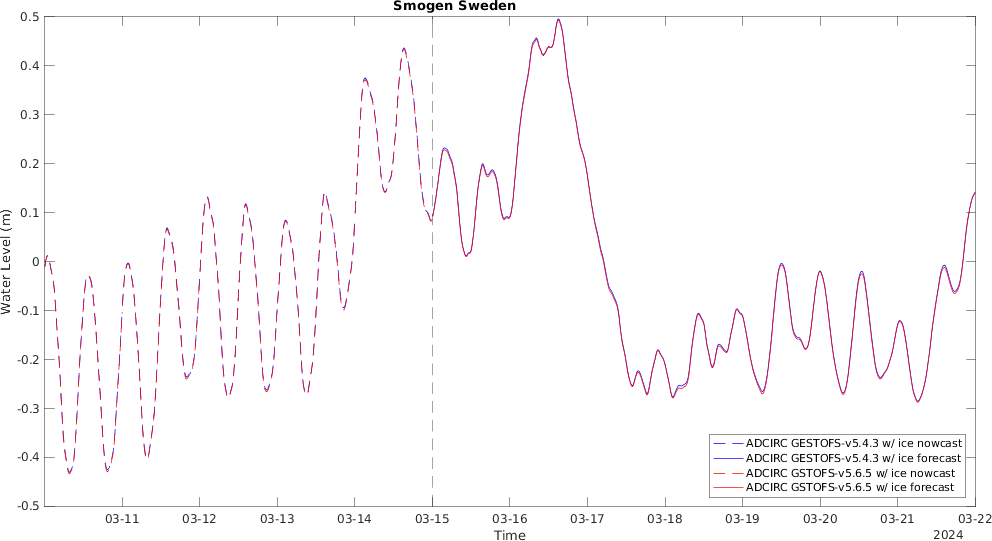 Smogen Sweden
0.5
0.4
0.3
0.2
0.1
0
-0.1
-0.2
-0.3
-0.4
-0.5
Water Level (m)
ADCIRC GESTOFS-v5.4.3 w/ ice nowcast
ADCIRC GESTOFS-v5.4.3 w/ ice forecast
ADCIRC GSTOFS-v5.6.5 w/ ice nowcast
ADCIRC GSTOFS-v5.6.5 w/ ice forecast
03-11 03-12 03-13 03-14 03-15 03-16 03-17 03-18 03-19 03-20 03-21 03-22
Time 2024